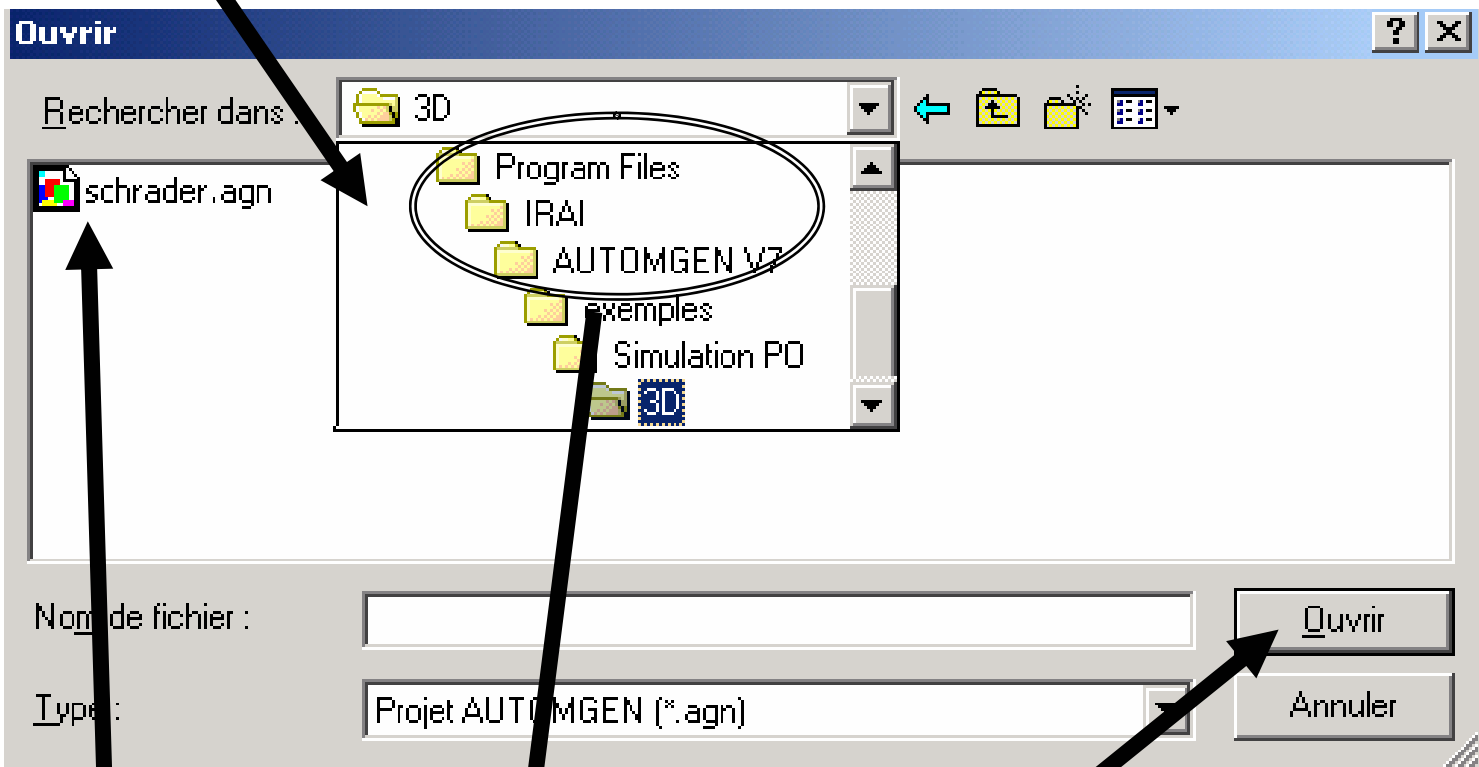 Ouvrir
Rechercher dans : 3D
schrader.agn
Program Files
IRAI
AUTOMGEN V7
exemples
Simulation PO
3D
Nom de fichier :
Ouvrir
Type : Projet AUTOMGEN (*.agn)
Annuler